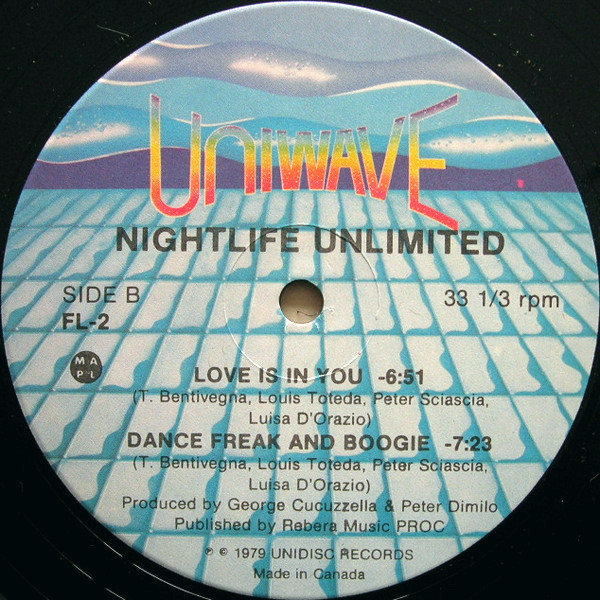 UNIWAVE
NIGHTLIFE UNLIMITED
SIDE B
33 1/3 rpm
FL-2
MA
PL
LOVE IS IN YOU -6:51
(T. Bentivegna, Louis Toteda, Peter Sciascia,
Luisa D'Orazio)
DANCE FREAK AND BOOGIE -7:23
(T. Bentivegna, Louis Toteda, Peter Sciascia,
Luisa D'Orazio)
Produced by George Cucuzzella & Peter Dimilo
Published by Rebera Music PROC
℗ © 1979 UNIDISC RECORDS
Made in Canada